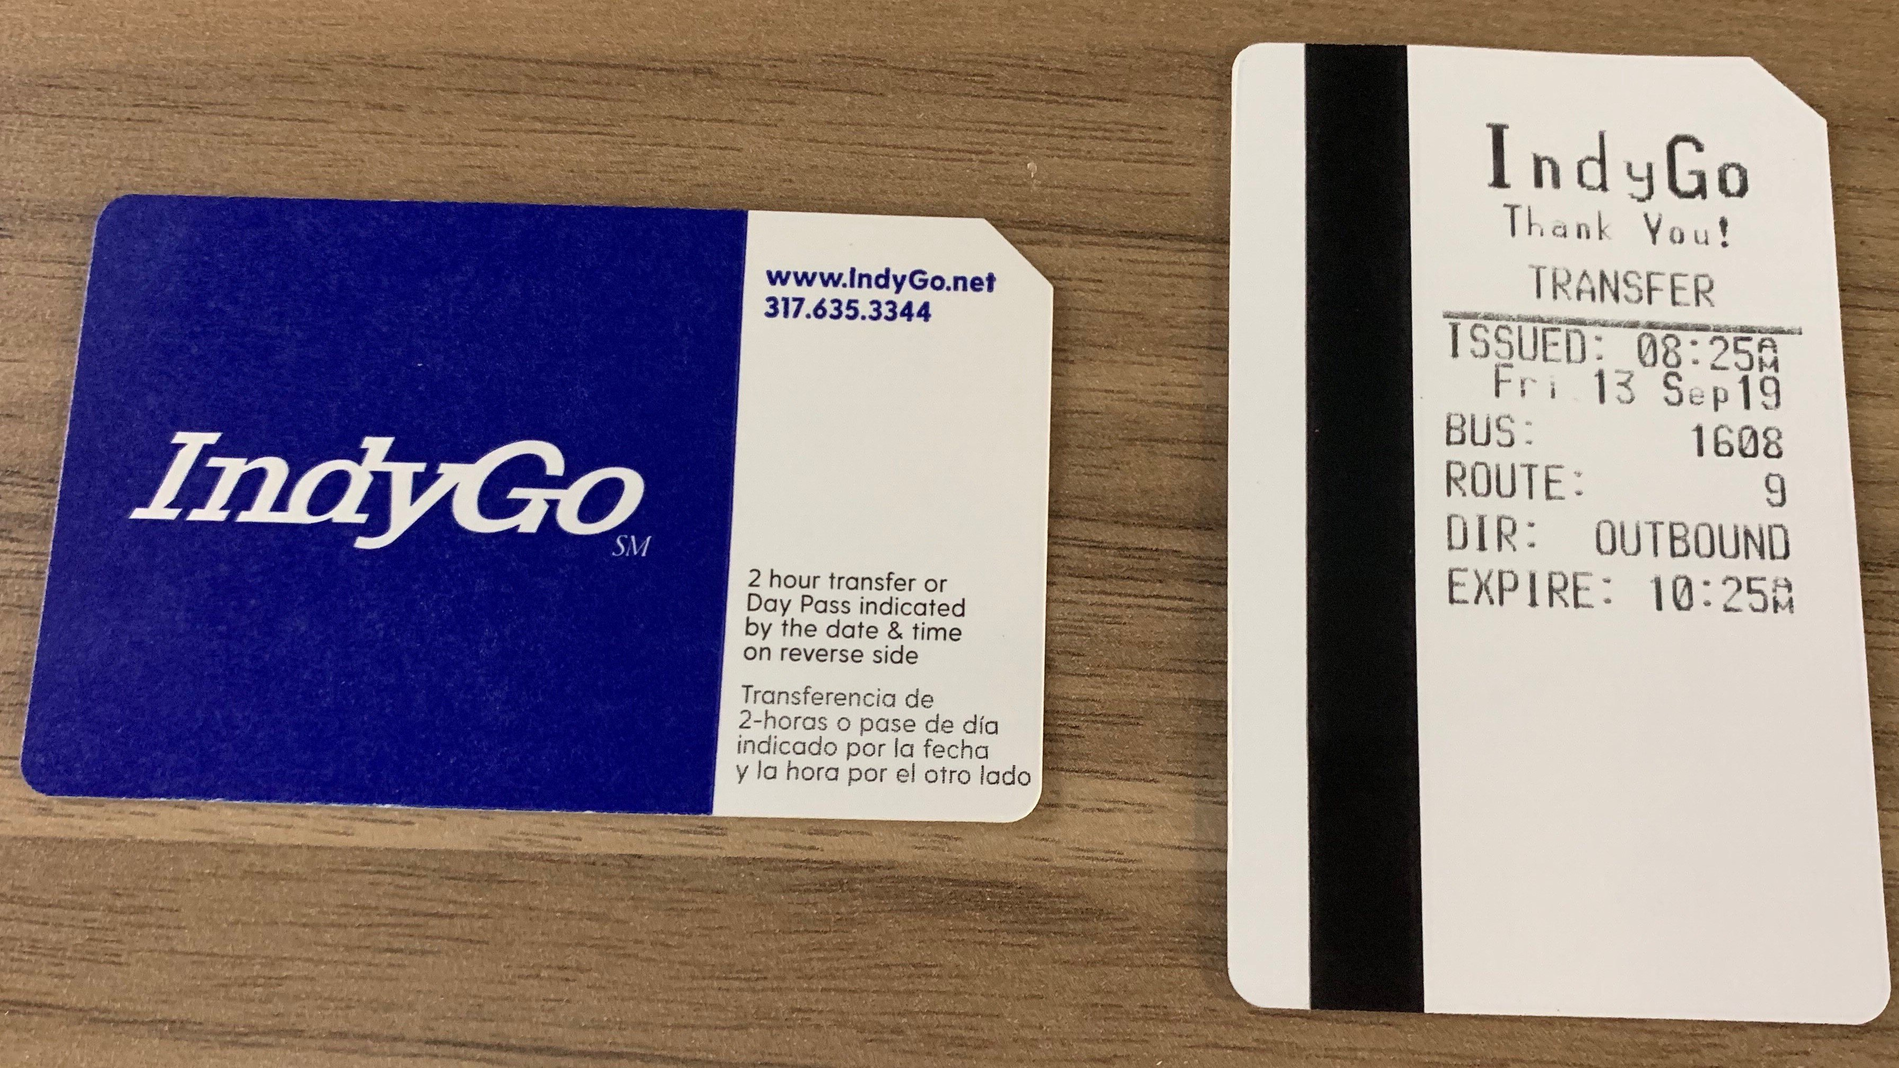 IndyGo
SM
www.IndyGo.net
317.635.3344
2 hour transfer or
Day Pass indicated
by the date & time
on reverse side
Transferencia de
2-horas o pase de día
indicado por la fecha
y la hora por el otro lado
IndyGo
Thank You!
TRANSFER
ISSUED: 08:25AM
Fri 13 Sep19
BUS: 1608
ROUTE: 9
DIR: OUTBOUND
EXPIRE: 10:25AM